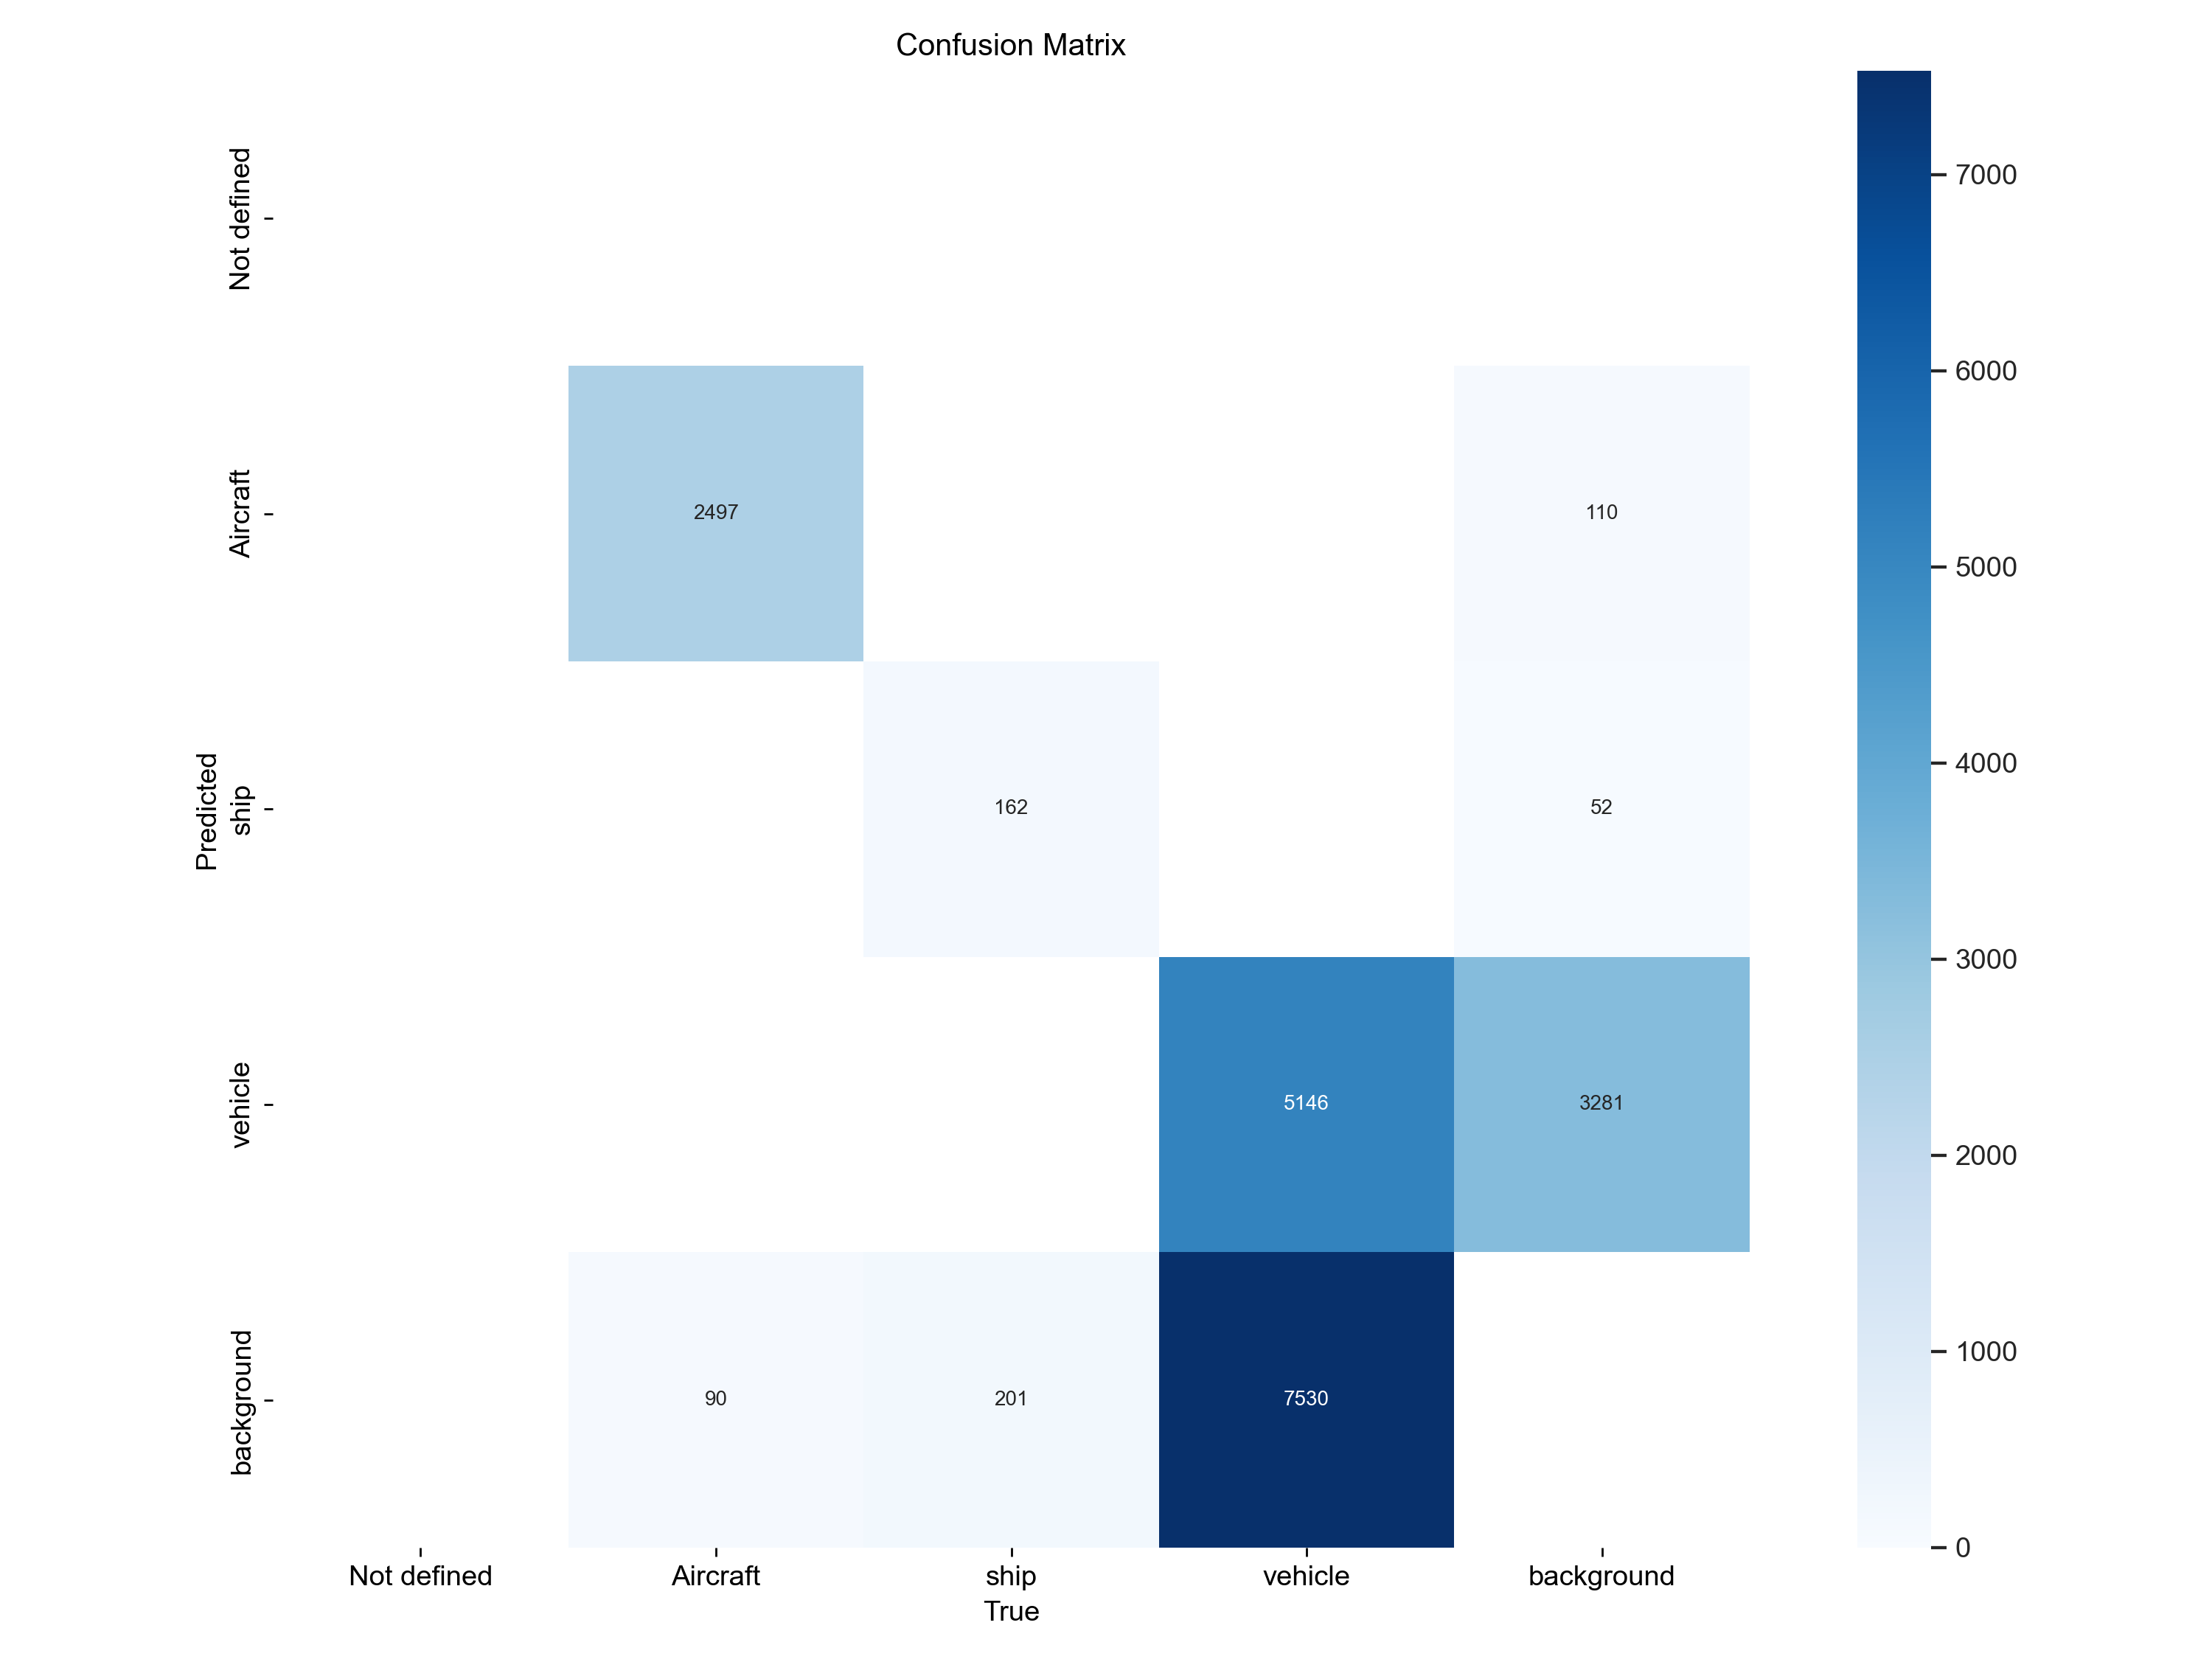 Confusion Matrix
Not defined
Aircraft
2497
110
Predicted
ship
162
52
vehicle
5146
3281
background
90
201
7530
Not defined
Aircraft
ship
vehicle
background
True
7000
6000
5000
4000
3000
2000
1000
0